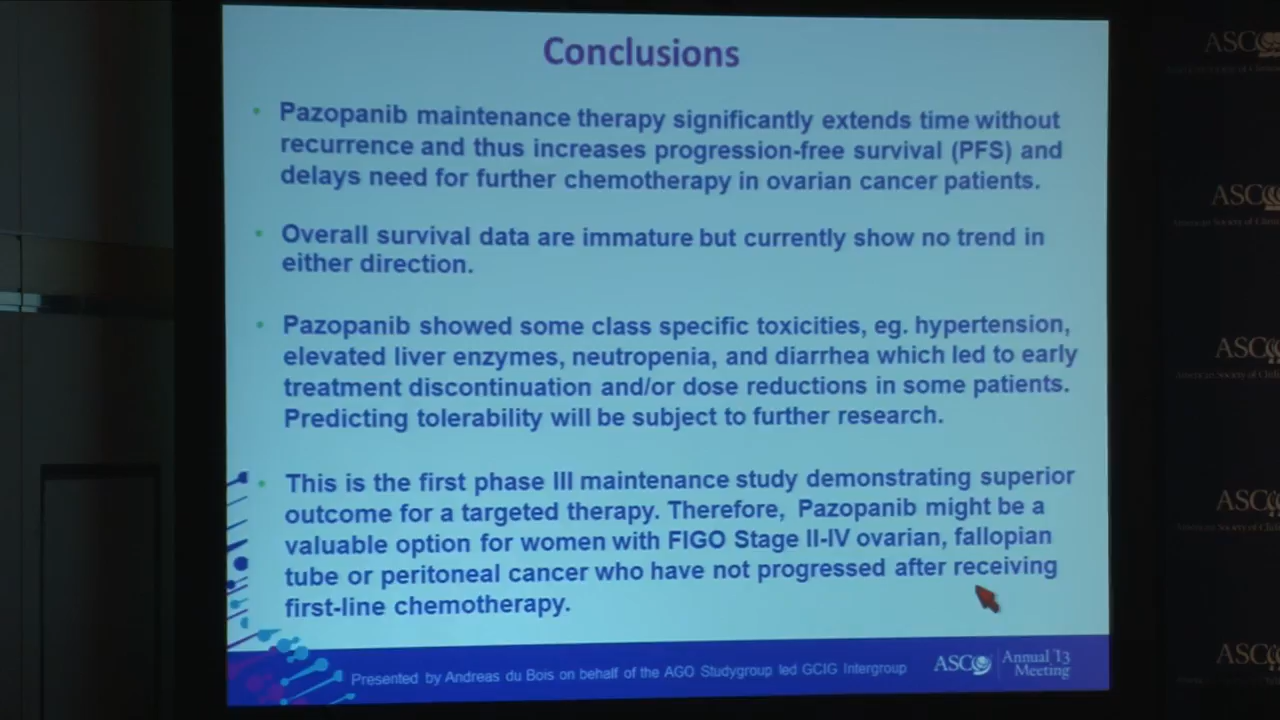 Conclusions
Pazopanib maintenance therapy significantly extends time without
recurrence and thus increases progression-free survival (PFS) and
delays need for further chemotherapy in ovarian cancer patients.
Overall survival data are immature but currently show no trend in
either direction.
Pazopanib showed some class specific toxicities, eg. hypertension,
elevated liver enzymes, neutropenia, and diarrhea which led to early
treatment discontinuation and/or dose reductions in some patients.
Predicting tolerability will be subject to further research.
This is the first phase III maintenance study demonstrating superior
outcome for a targeted therapy. Therefore, Pazopanib might be a
valuable option for women with FIGO Stage II-IV ovarian, fallopian
tube or peritoneal cancer who have not progressed after receiving
first-line chemotherapy.
Presented by Andreas du Bois on behalf of the AGO Studygroup led GCIG Intergroup
ASCO Annual '13
Meeting
ASCO
ASCO
ASCO
ASCO
ASCO